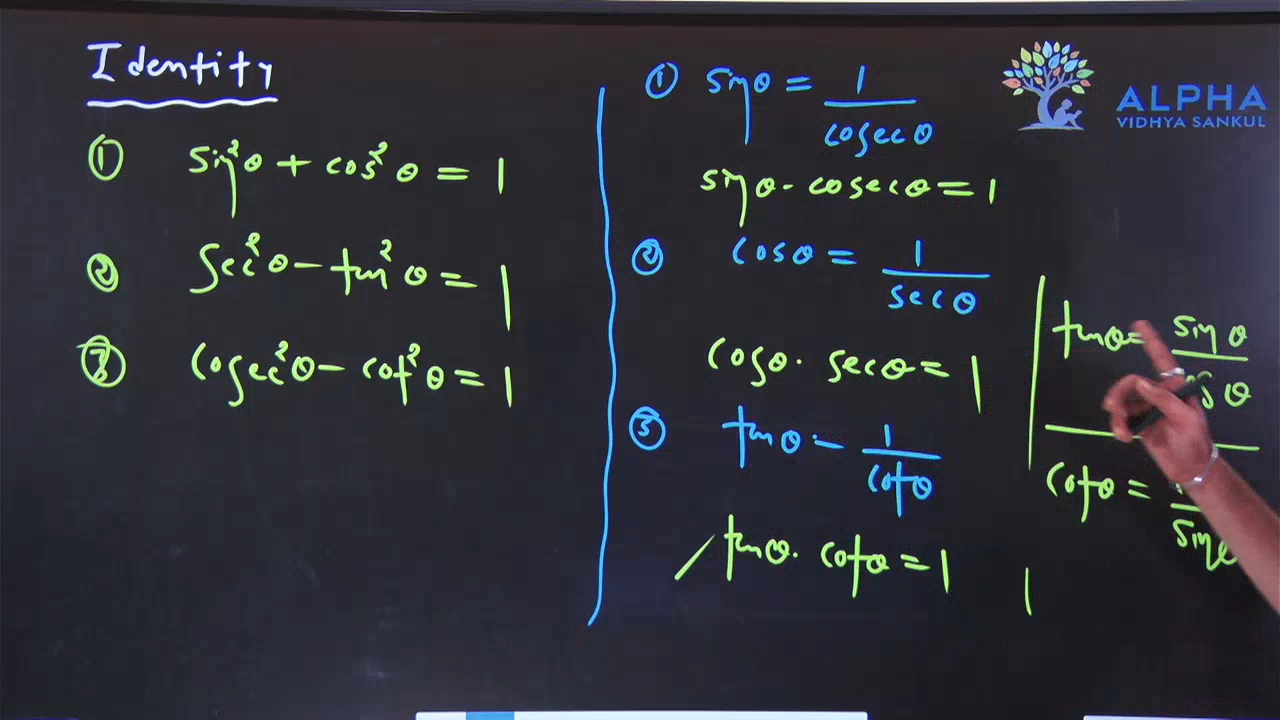 Identity
① sin²θ + cos²θ = 1
② sec²θ - tan²θ = 1
③ cosec²θ - cot²θ = 1
① sinθ = 1/cosecθ
sinθ · cosecθ = 1
② cosθ = 1/secθ
cosθ · secθ = 1
③ tanθ = 1/cotθ
tanθ · cotθ = 1
tanθ = sinθ
θ
cotθ =
sinθ
ALPHA
VIDHYA SANKUL